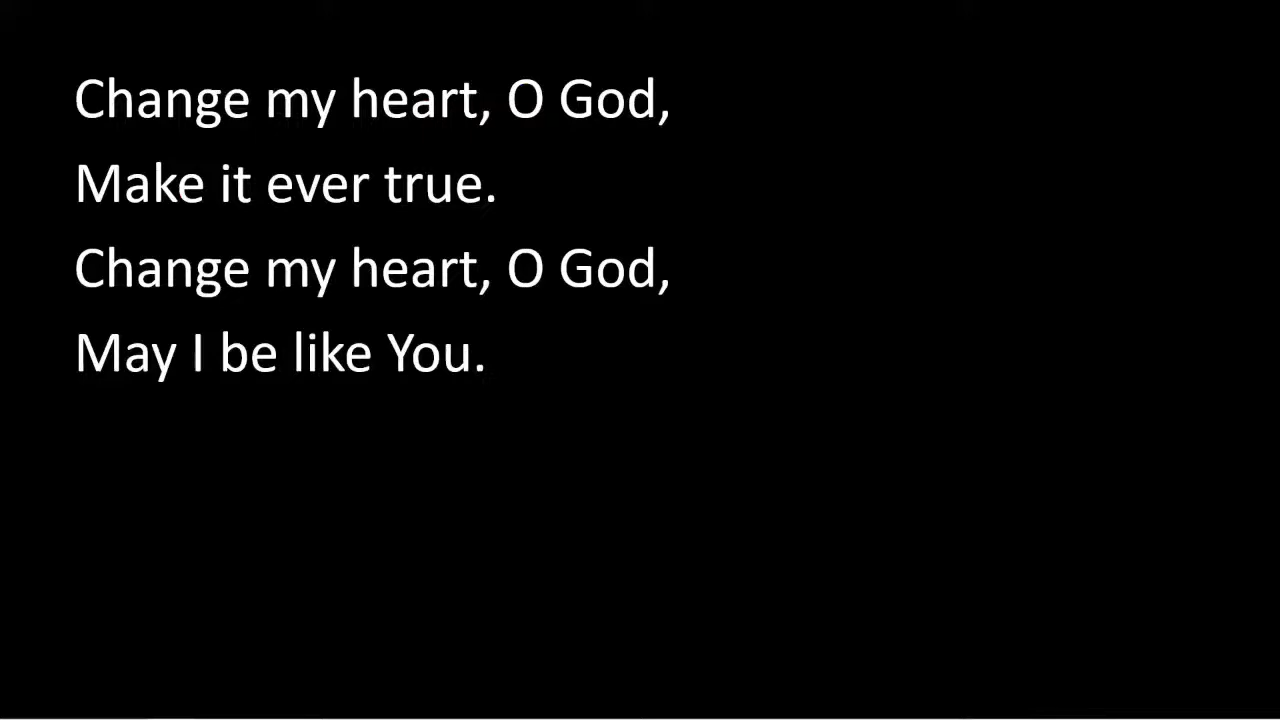 Change my heart, O God,
Make it ever true.
Change my heart, O God,
May I be like You.